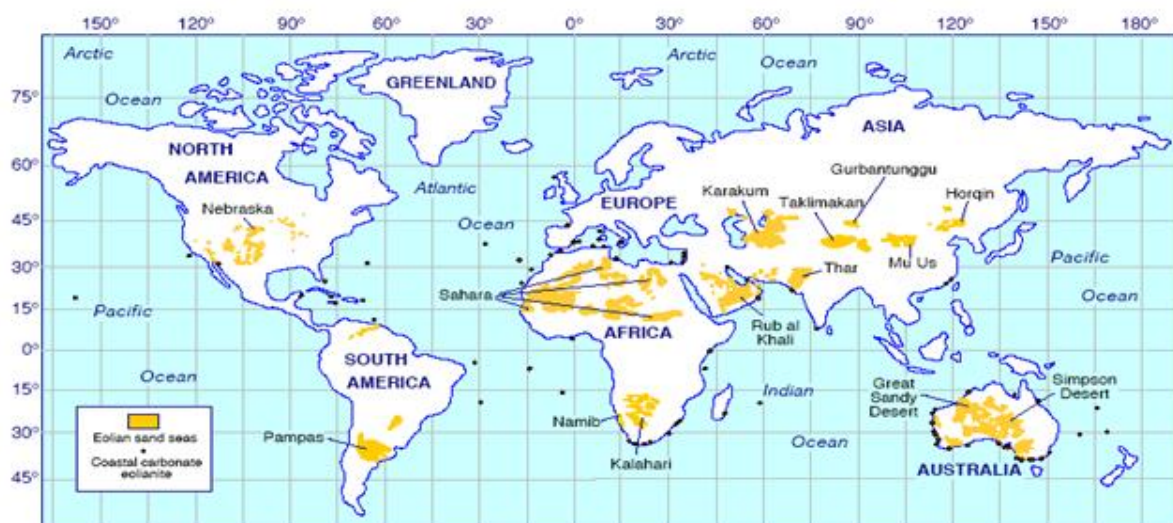 150° 120° 90° 60° 30° 0° 30° 60° 90° 120° 150° 180°
Arctic
Ocean
Arctic
Ocean
GREENLAND
75°
ASIA
NORTH
AMERICA
60°
Gurbantunggu
Atlantic
Ocean
EUROPE
Karakum
Taklimakan
Horqin
Nebraska
45°
Mu Us
Pacific
Ocean
30°
Thar
Sahara
Pacific
Ocean
15°
AFRICA
Rub al
Khali
0°
SOUTH
AMERICA
Indian
Ocean
15°
Great
Sandy
Desert
Simpson
Desert
Namib
Pampas
30°
Kalahari
AUSTRALIA
45°
Eolian sand seas
Coastal carbonate
eolianite